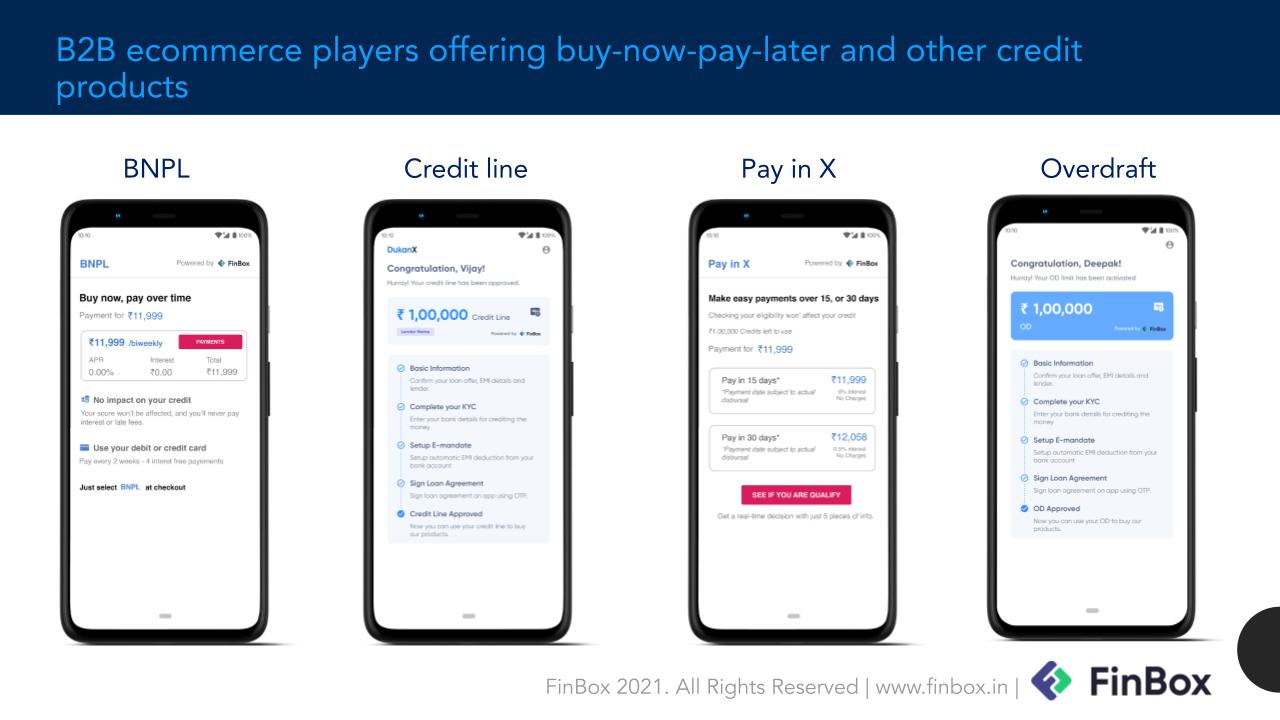 B2B ecommerce players offering buy-now-pay-later and other credit
products
BNPL
10:10
100%
BNPL
Powered by FinBox
Buy now, pay over time
Payment for ₹11,999
₹11,999 /biweekly
PAYMENTS
APR Interest Total
0.00% ₹0.00 ₹11,999
No impact on your credit
Your score won't be affected, and you'll never pay
interest or late fees.
Use your debit or credit card
Pay every 2 weeks - 4 interet free payements
Just select BNPL at checkout
Credit line
10:10
100%
DukanX
Congratulation, Vijay!
Hurray! Your credit line has been approved.
₹ 1,00,000 Credit Line
Lender Name
Powered by FinBox
Basic Information
Confirm your loan offer, EMI details and
lender.
Complete your KYC
Enter your bank details for crediting the
money
Setup E-mandate
Setup automatic EMI deduction from your
bank account
Sign Loan Agreement
Sign loan agreement on app using OTP.
Credit Line Approved
Now you can use your credit line to buy
our products.
Pay in X
10:10
100%
Pay in X
Powered by FinBox
Make easy payments over 15, or 30 days
Checking your eligibility won' affect your credit
₹1,00,000 Credits left to use
Payment for ₹11,999
Pay in 15 days* ₹11,999
*Payment date subject to actual
disbursal
0% Interest
No Charges
Pay in 30 days* ₹12,058
*Payment date subject to actual
disbursal
0.5% Interest
No Charges
SEE IF YOU ARE QUALIFY
Get a real-time decision with just 5 pieces of info.
Overdraft
10:10
100%
Congratulation, Deepak!
Hurray! Your OD limit has been activated
₹ 1,00,000
OD
Powered by FinBox
Basic Information
Confirm your loan offer, EMI details and
lender.
Complete your KYC
Enter your bank details for crediting the
money
Setup E-mandate
Setup automatic EMI deduction from your
bank account
Sign Loan Agreement
Sign loan agreement on app using OTP.
OD Approved
Now you can use your OD to buy our
products.
FinBox 2021. All Rights Reserved | www.finbox.in |
FinBox